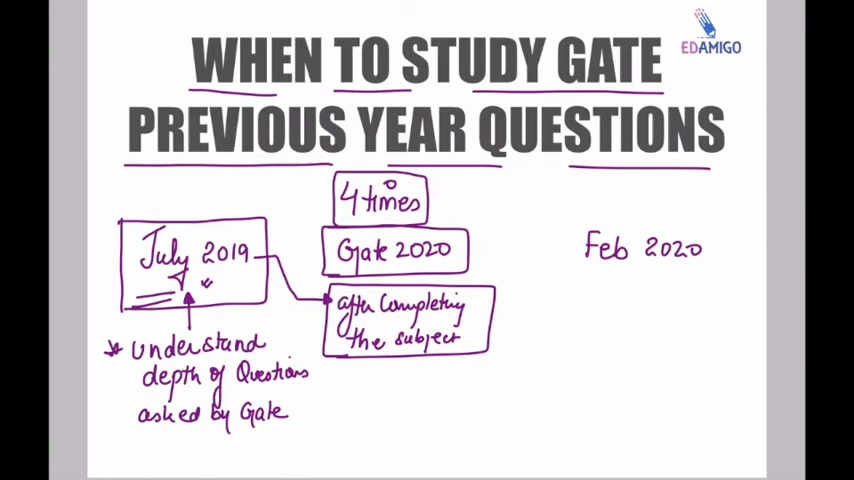 EDAMIGO
WHEN TO STUDY GATE
PREVIOUS YEAR QUESTIONS
4 times
July 2019
Gate 2020
Feb 2020
after Completing
the subject
understand
depth of Questions
asked by Gate